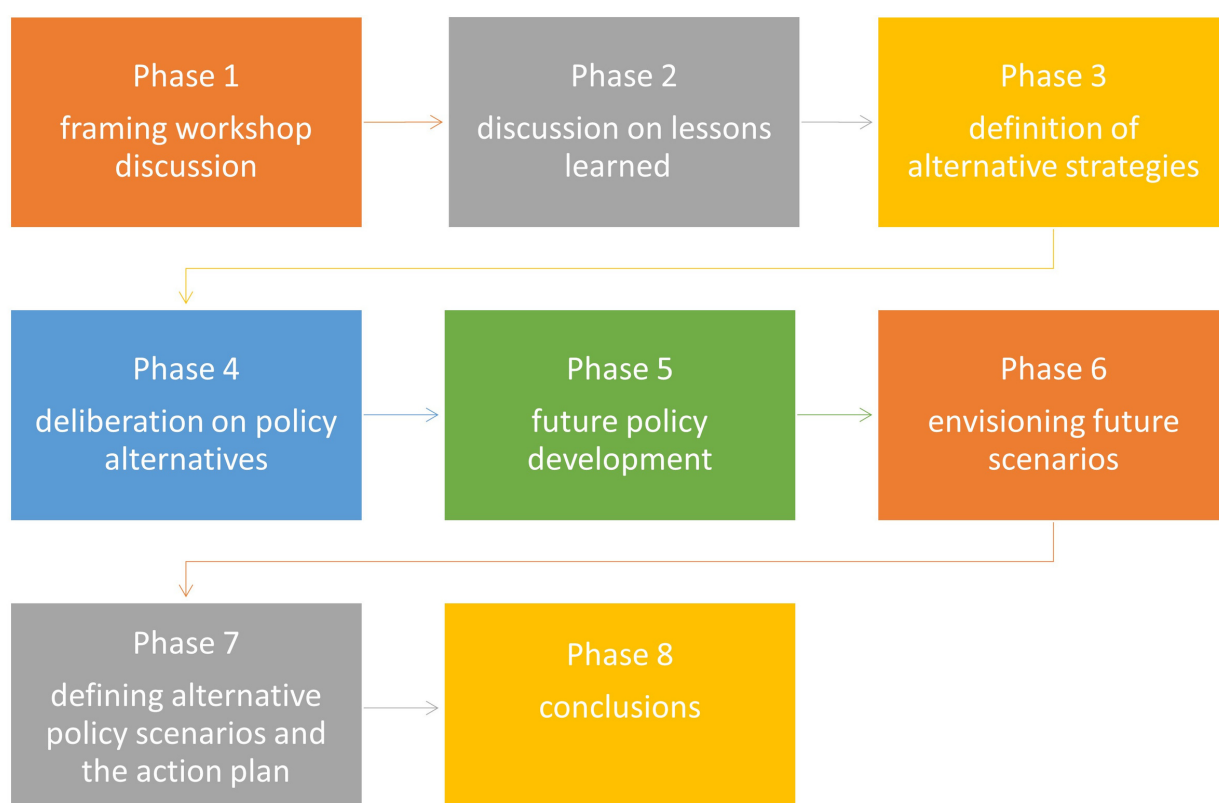 Phase 1
framing workshop
discussion
Phase 2
discussion on lessons
learned
Phase 3
definition of
alternative strategies
Phase 4
deliberation on policy
alternatives
Phase 5
future policy
development
Phase 6
envisioning future
scenarios
Phase 7
defining alternative
policy scenarios and
the action plan
Phase 8
conclusions